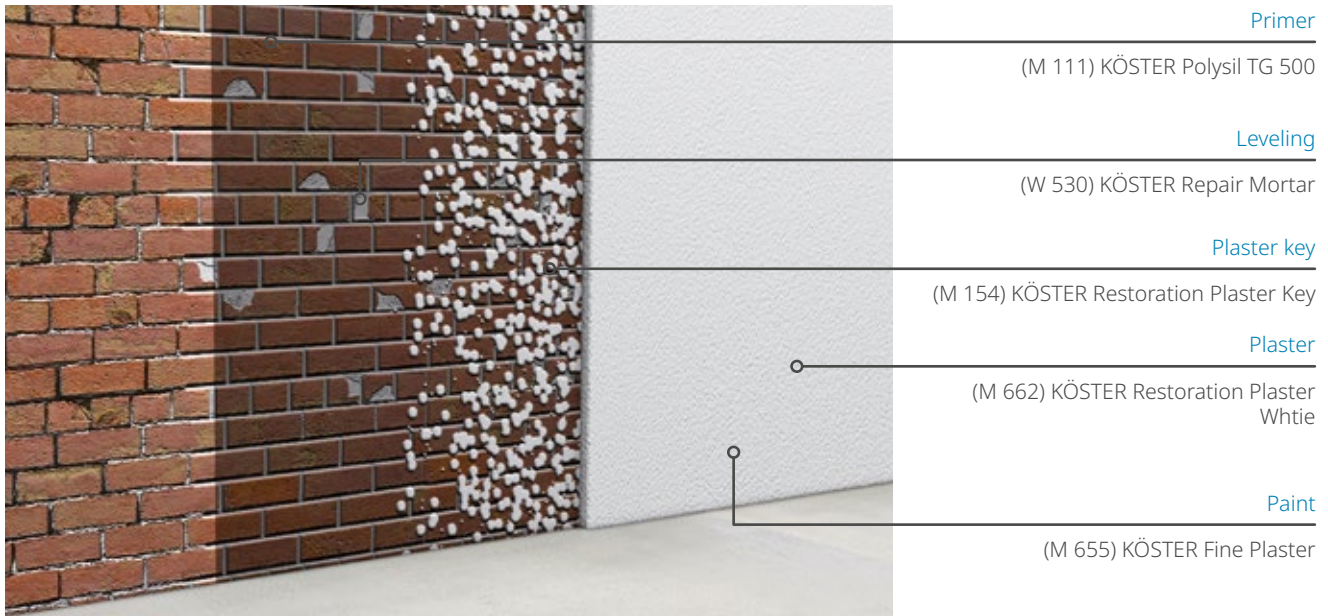 Primer
(M 111) KÖSTER Polysil TG 500
Leveling
(W 530) KÖSTER Repair Mortar
Plaster key
(M 154) KÖSTER Restoration Plaster Key
Plaster
(M 662) KÖSTER Restoration Plaster
Whtie
Paint
(M 655) KÖSTER Fine Plaster